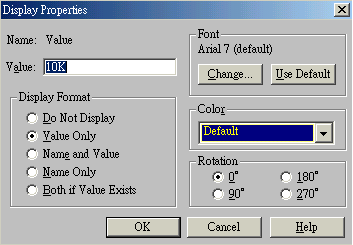 Display Properties
Name: Value
Value: 10K
Display Format
Do Not Display
Value Only
Name and Value
Name Only
Both if Value Exists
Font
Arial 7 (default)
Change... Use Default
Color
Default
Rotation
0° 180°
90° 270°
OK Cancel Help